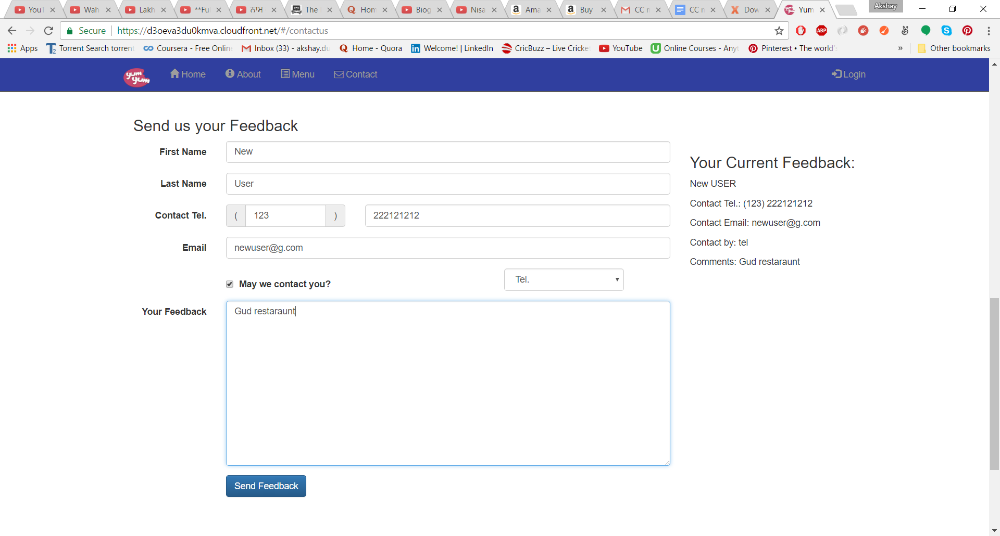 YouT Wah Lakh **Ful ਨਾਮ The Hom Biog Nisa Ama Buy CC n CC n Dow Yum Akshay
Secure https://d3oeva3du0kmva.cloudfront.net/#/contactus ABP
Apps Torrent Search torrent Coursera - Free Onlin Inbox (33) - akshay.du Home - Quora Welcome! | LinkedIn CricBuzz – Live Cricket YouTube Online Courses - Anyt Pinterest • The world's » Other bookmarks
yum yum Home About Menu Contact Login
Send us your Feedback
First Name New
Your Current Feedback:
Last Name User
New USER
Contact Tel. ( 123 ) 222121212
Contact Tel.: (123) 222121212
Contact Email: newuser@g.com
Email newuser@g.com
Contact by: tel
Comments: Gud restaraunt
May we contact you? Tel.
Your Feedback Gud restaraunt
Send Feedback